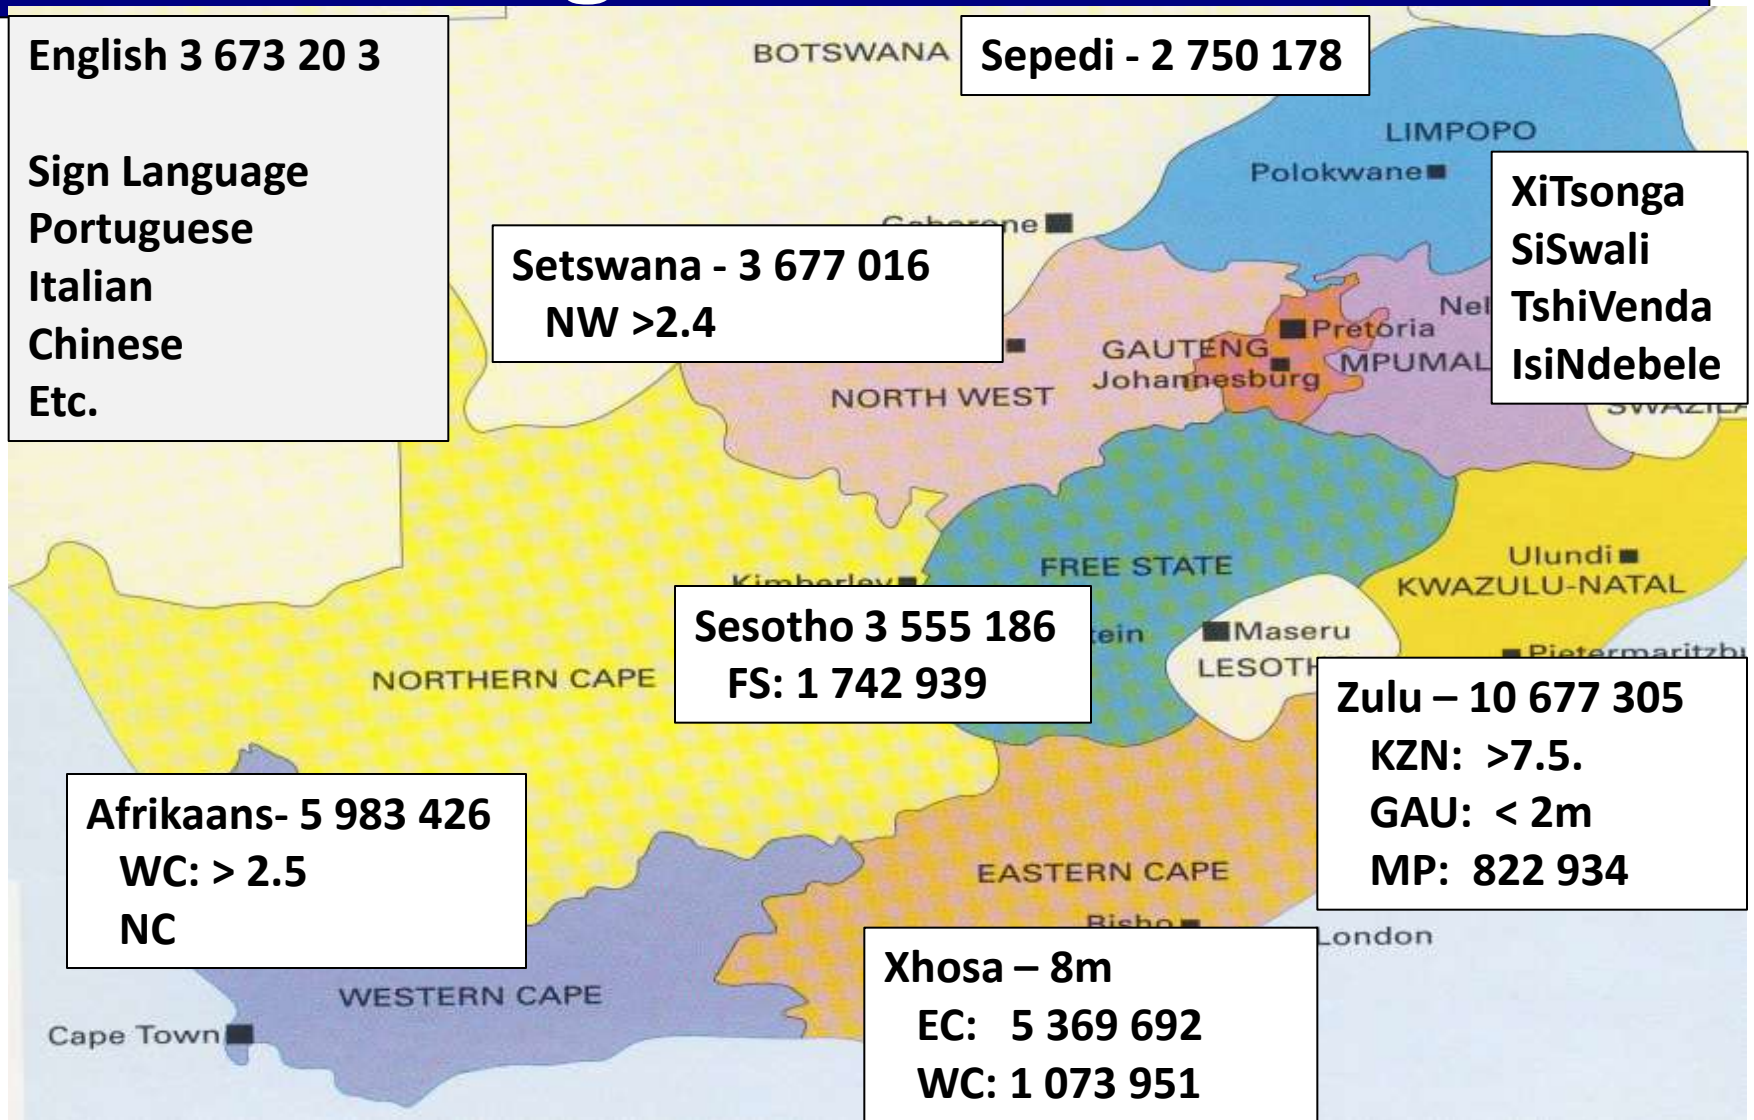 English 3 673 20 3
Sign Language
Portuguese
Italian
Chinese
Etc.
BOTSWANA
Sepedi - 2 750 178
LIMPOPO
Polokwane
XiTsonga
SiSwali
TshiVenda
IsiNdebele
Setswana - 3 677 016
NW >2.4
Pretoria
GAUTENG
Johannesburg
NORTH WEST
FREE STATE
Ulundi
KWAZULU-NATAL
Kimberley
Sesotho 3 555 186
FS: 1 742 939
Maseru
NORTHERN CAPE
Zulu – 10 677 305
KZN: >7.5.
GAU: < 2m
MP: 822 934
Afrikaans- 5 983 426
WC: > 2.5
NC
EASTERN CAPE
Bisho
London
Xhosa – 8m
EC: 5 369 692
WC: 1 073 951
WESTERN CAPE
Cape Town